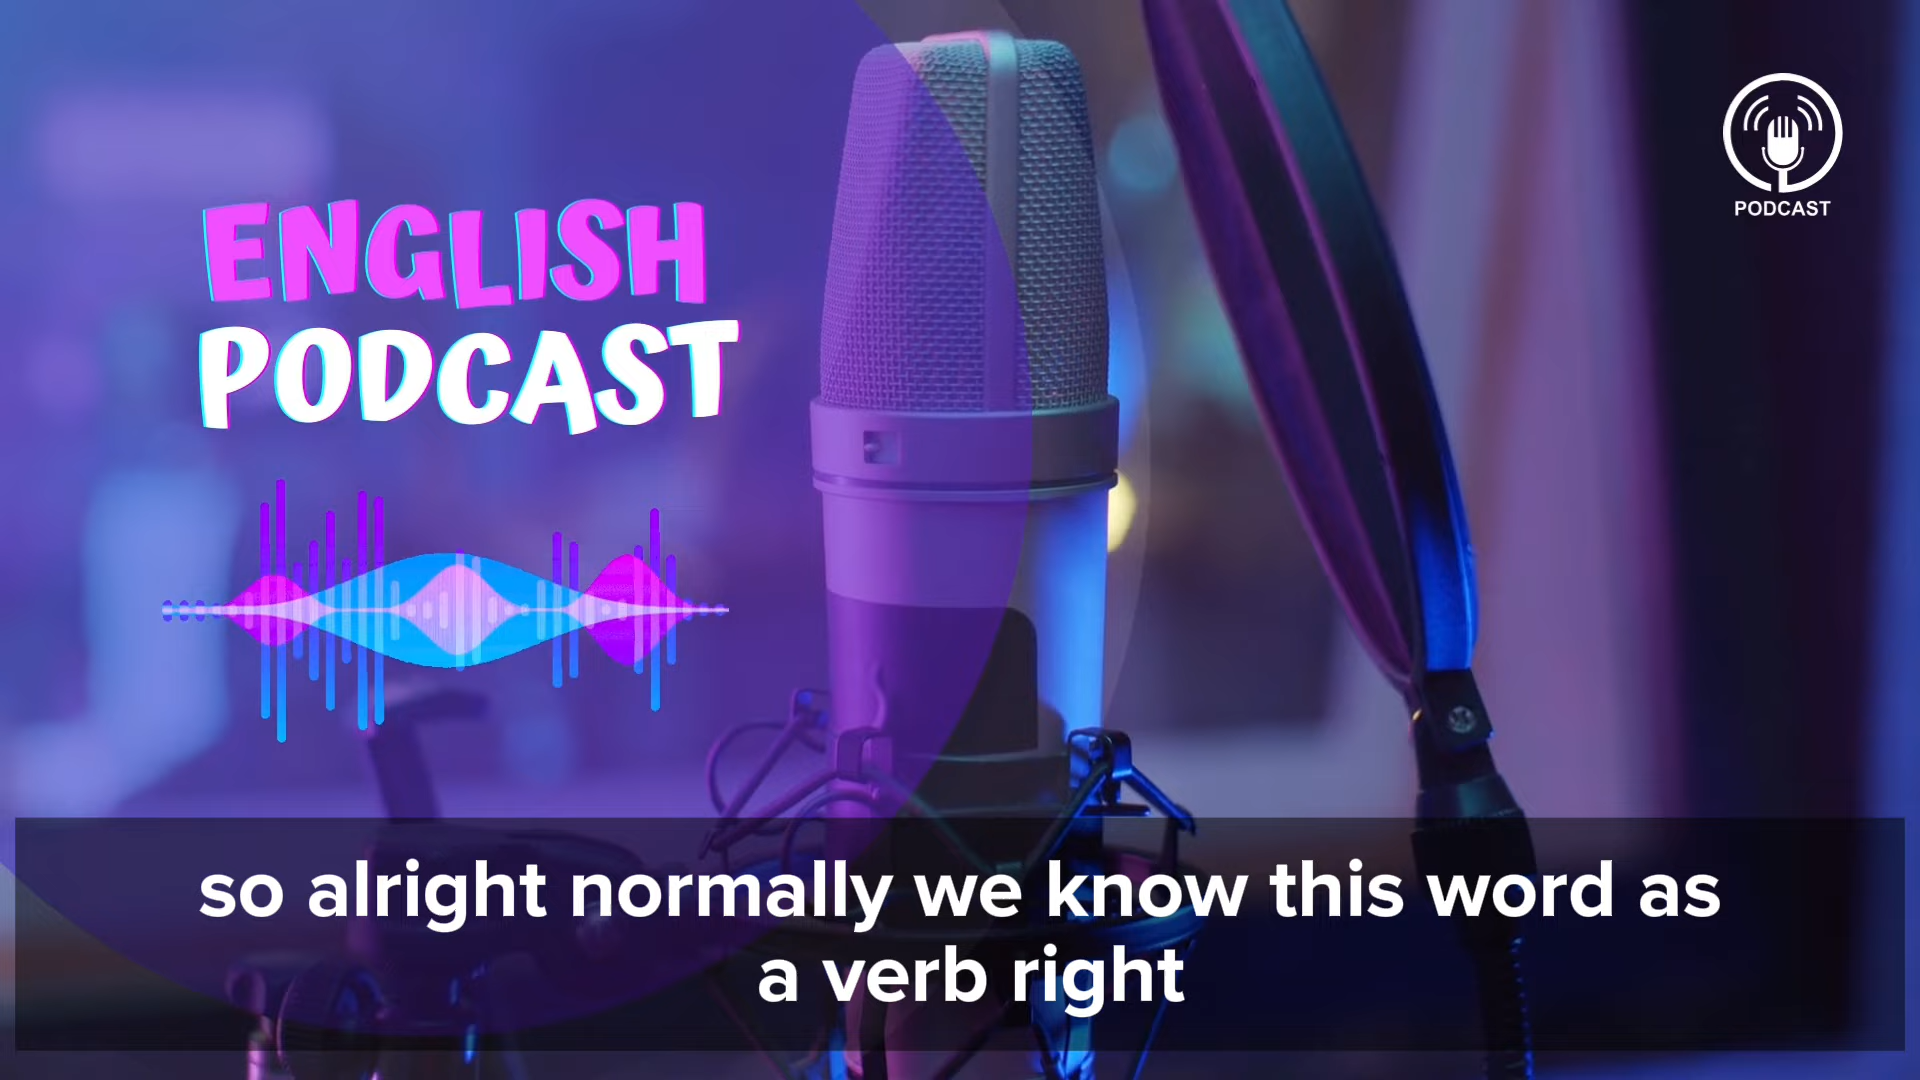 ENGLISH
PODCAST
PODCAST
so alright normally we know this word as
a verb right